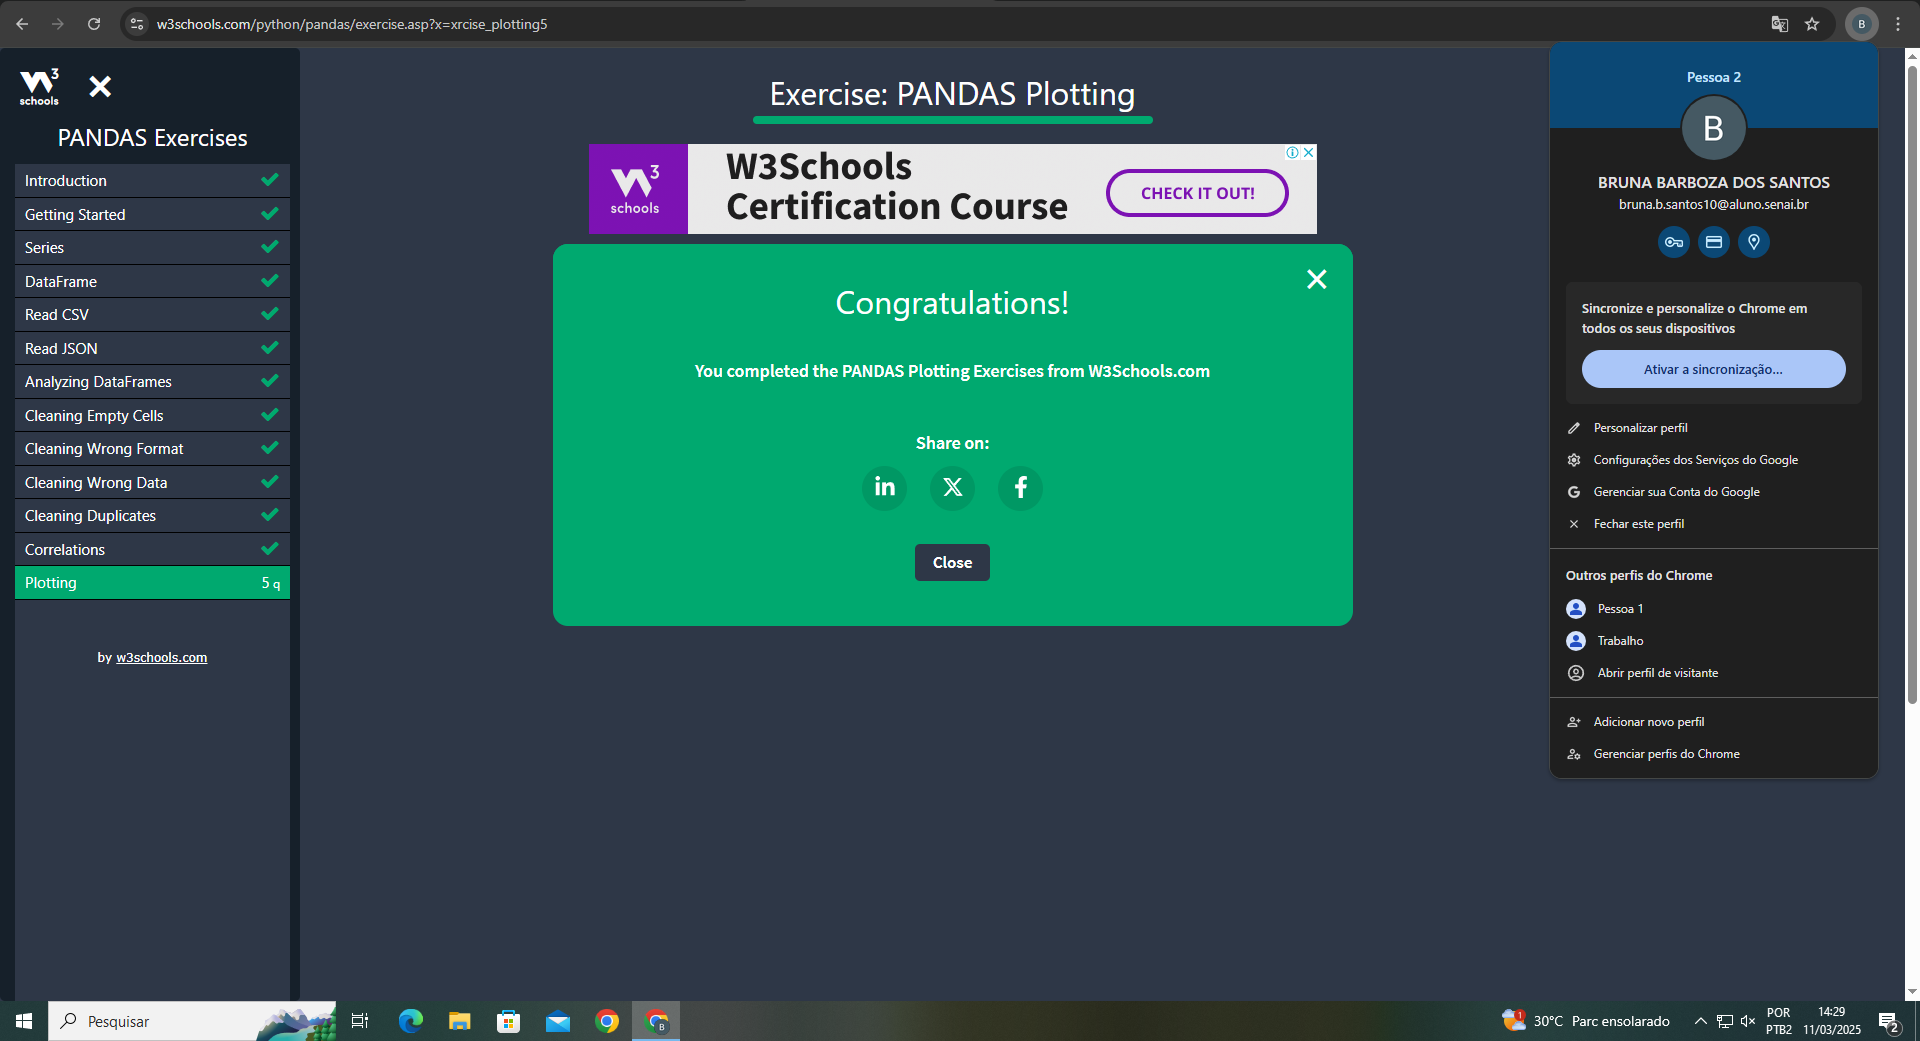 w3schools.com/python/pandas/exercise.asp?x=xrcise_plotting5
B
W3
schools
PANDAS Exercises
Introduction
Getting Started
Series
DataFrame
Read CSV
Read JSON
Analyzing DataFrames
Cleaning Empty Cells
Cleaning Wrong Format
Cleaning Wrong Data
Cleaning Duplicates
Correlations
Plotting 5 q
by w3schools.com
Exercise: PANDAS Plotting
W3
schools
W3Schools
Certification Course
CHECK IT OUT!
Congratulations!
You completed the PANDAS Plotting Exercises from W3Schools.com
Share on:
in X f
Close
Pessoa 2
B
BRUNA BARBOZA DOS SANTOS
bruna.b.santos10@aluno.senai.br
Sincronize e personalize o Chrome em
todos os seus dispositivos
Ativar a sincronização...
Personalizar perfil
Configurações dos Serviços do Google
G Gerenciar sua Conta do Google
Fechar este perfil
Outros perfis do Chrome
Pessoa 1
Trabalho
Abrir perfil de visitante
Adicionar novo perfil
Gerenciar perfis do Chrome
Pesquisar
B
1
30°C Parc ensolarado
POR
PTB2
14:29
11/03/2025
2